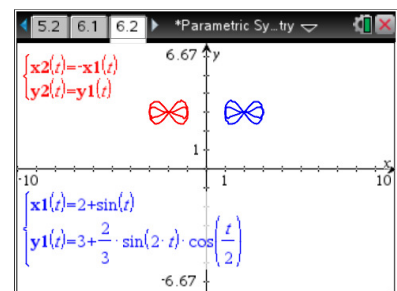 5.2 6.1 6.2 *Parametric Sy...try
6.67 y
x2(t)=-x1(t)
y2(t)=y1(t)
1
x
-10 1 10
x1(t)=2+sin(t)
y1(t)=3+2/3·sin(2·t)·cos(t/2)
-6.67